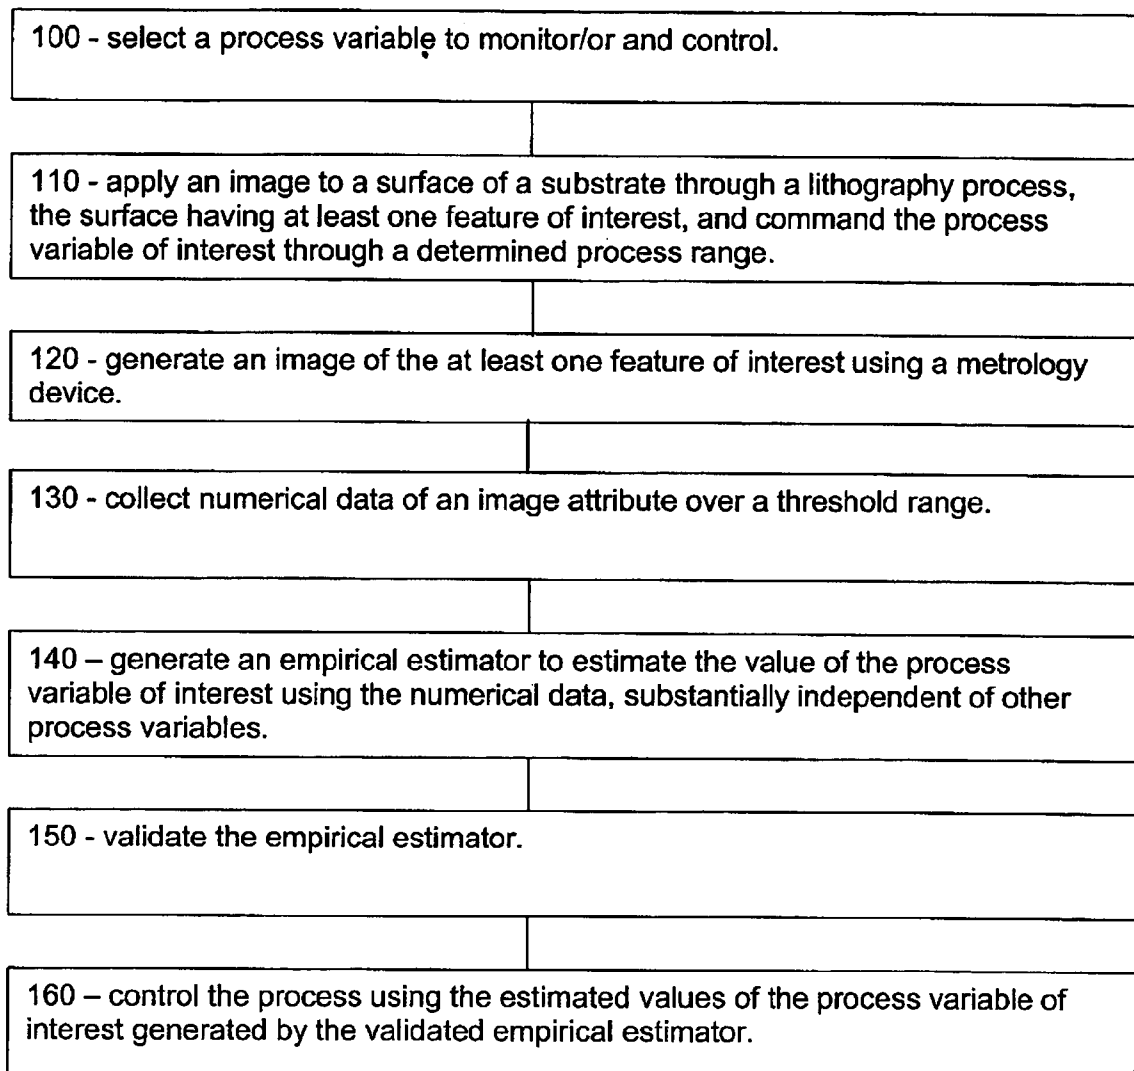 100 - select a process variable to monitor/or and control.
110 - apply an image to a surface of a substrate through a lithography process,
the surface having at least one feature of interest, and command the process
variable of interest through a determined process range.
120 - generate an image of the at least one feature of interest using a metrology
device.
130 - collect numerical data of an image attribute over a threshold range.
140 – generate an empirical estimator to estimate the value of the process
variable of interest using the numerical data, substantially independent of other
process variables.
150 - validate the empirical estimator.
160 – control the process using the estimated values of the process variable of
interest generated by the validated empirical estimator.